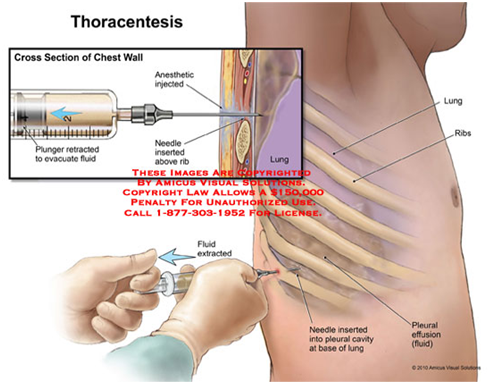 Thoracentesis
Cross Section of Chest Wall
Anesthetic
injected
2
Plunger retracted
to evacuate fluid
Needle
inserted
above rib
Lung
Lung
Ribs
THESE IMAGES ARE COPYRIGHTED
BY AMICUS VISUAL SOLUTIONS.
COPYRIGHT LAW ALLOWS A $150,000
PENALTY FOR UNAUTHORIZED USE.
CALL 1-877-303-1952 FOR LICENSE.
Fluid
extracted
Needle inserted
into pleural cavity
at base of lung
Pleural
effusion
(fluid)
© 2010 Amicus Visual Solutions